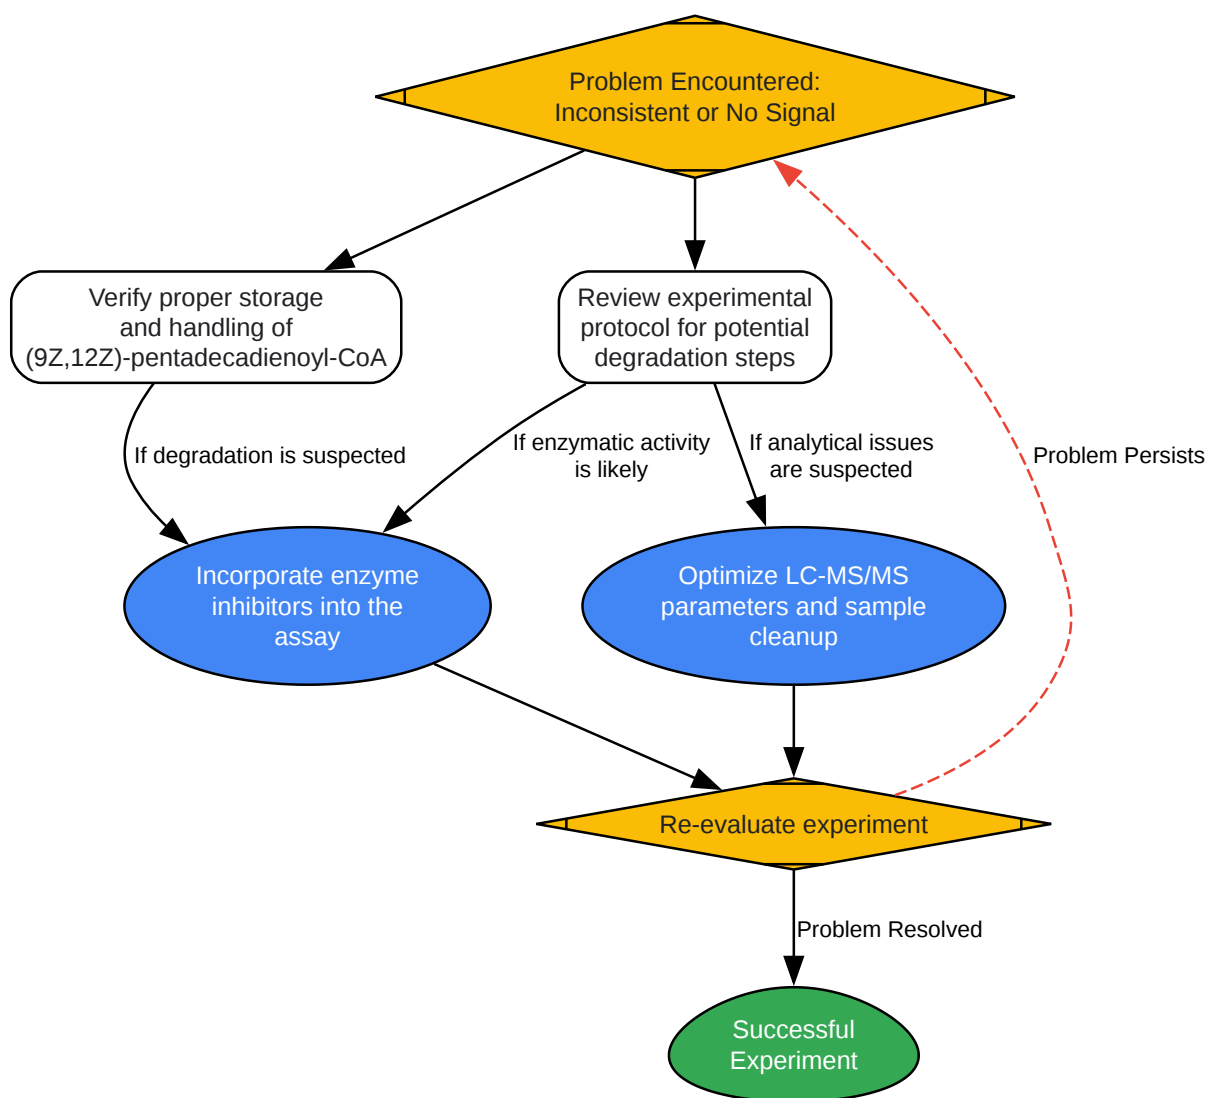 Problem Encountered:
Inconsistent or No Signal
Verify proper storage
and handling of
(9Z,12Z)-pentadecadienoyl-CoA
Review experimental
protocol for potential
degradation steps
If degradation is suspected
If enzymatic activity
is likely
If analytical issues
are suspected
Problem Persists
Incorporate enzyme
inhibitors into the
assay
Optimize LC-MS/MS
parameters and sample
cleanup
Re-evaluate experiment
Problem Resolved
Successful
Experiment